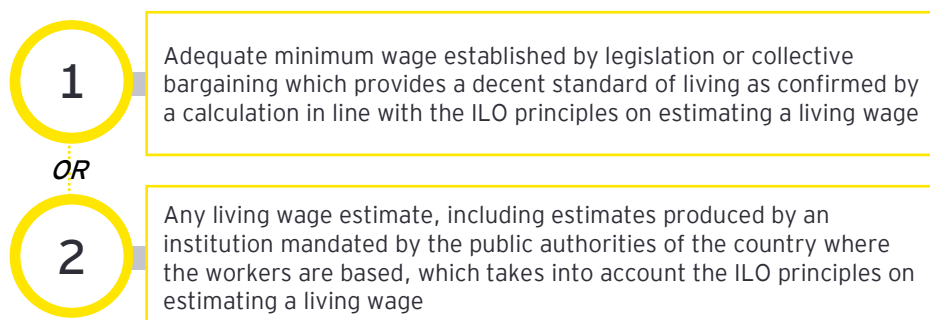 1
Adequate minimum wage established by legislation or collective
bargaining which provides a decent standard of living as confirmed by
a calculation in line with the ILO principles on estimating a living wage
OR
2
Any living wage estimate, including estimates produced by an
institution mandated by the public authorities of the country where
the workers are based, which takes into account the ILO principles on
estimating a living wage